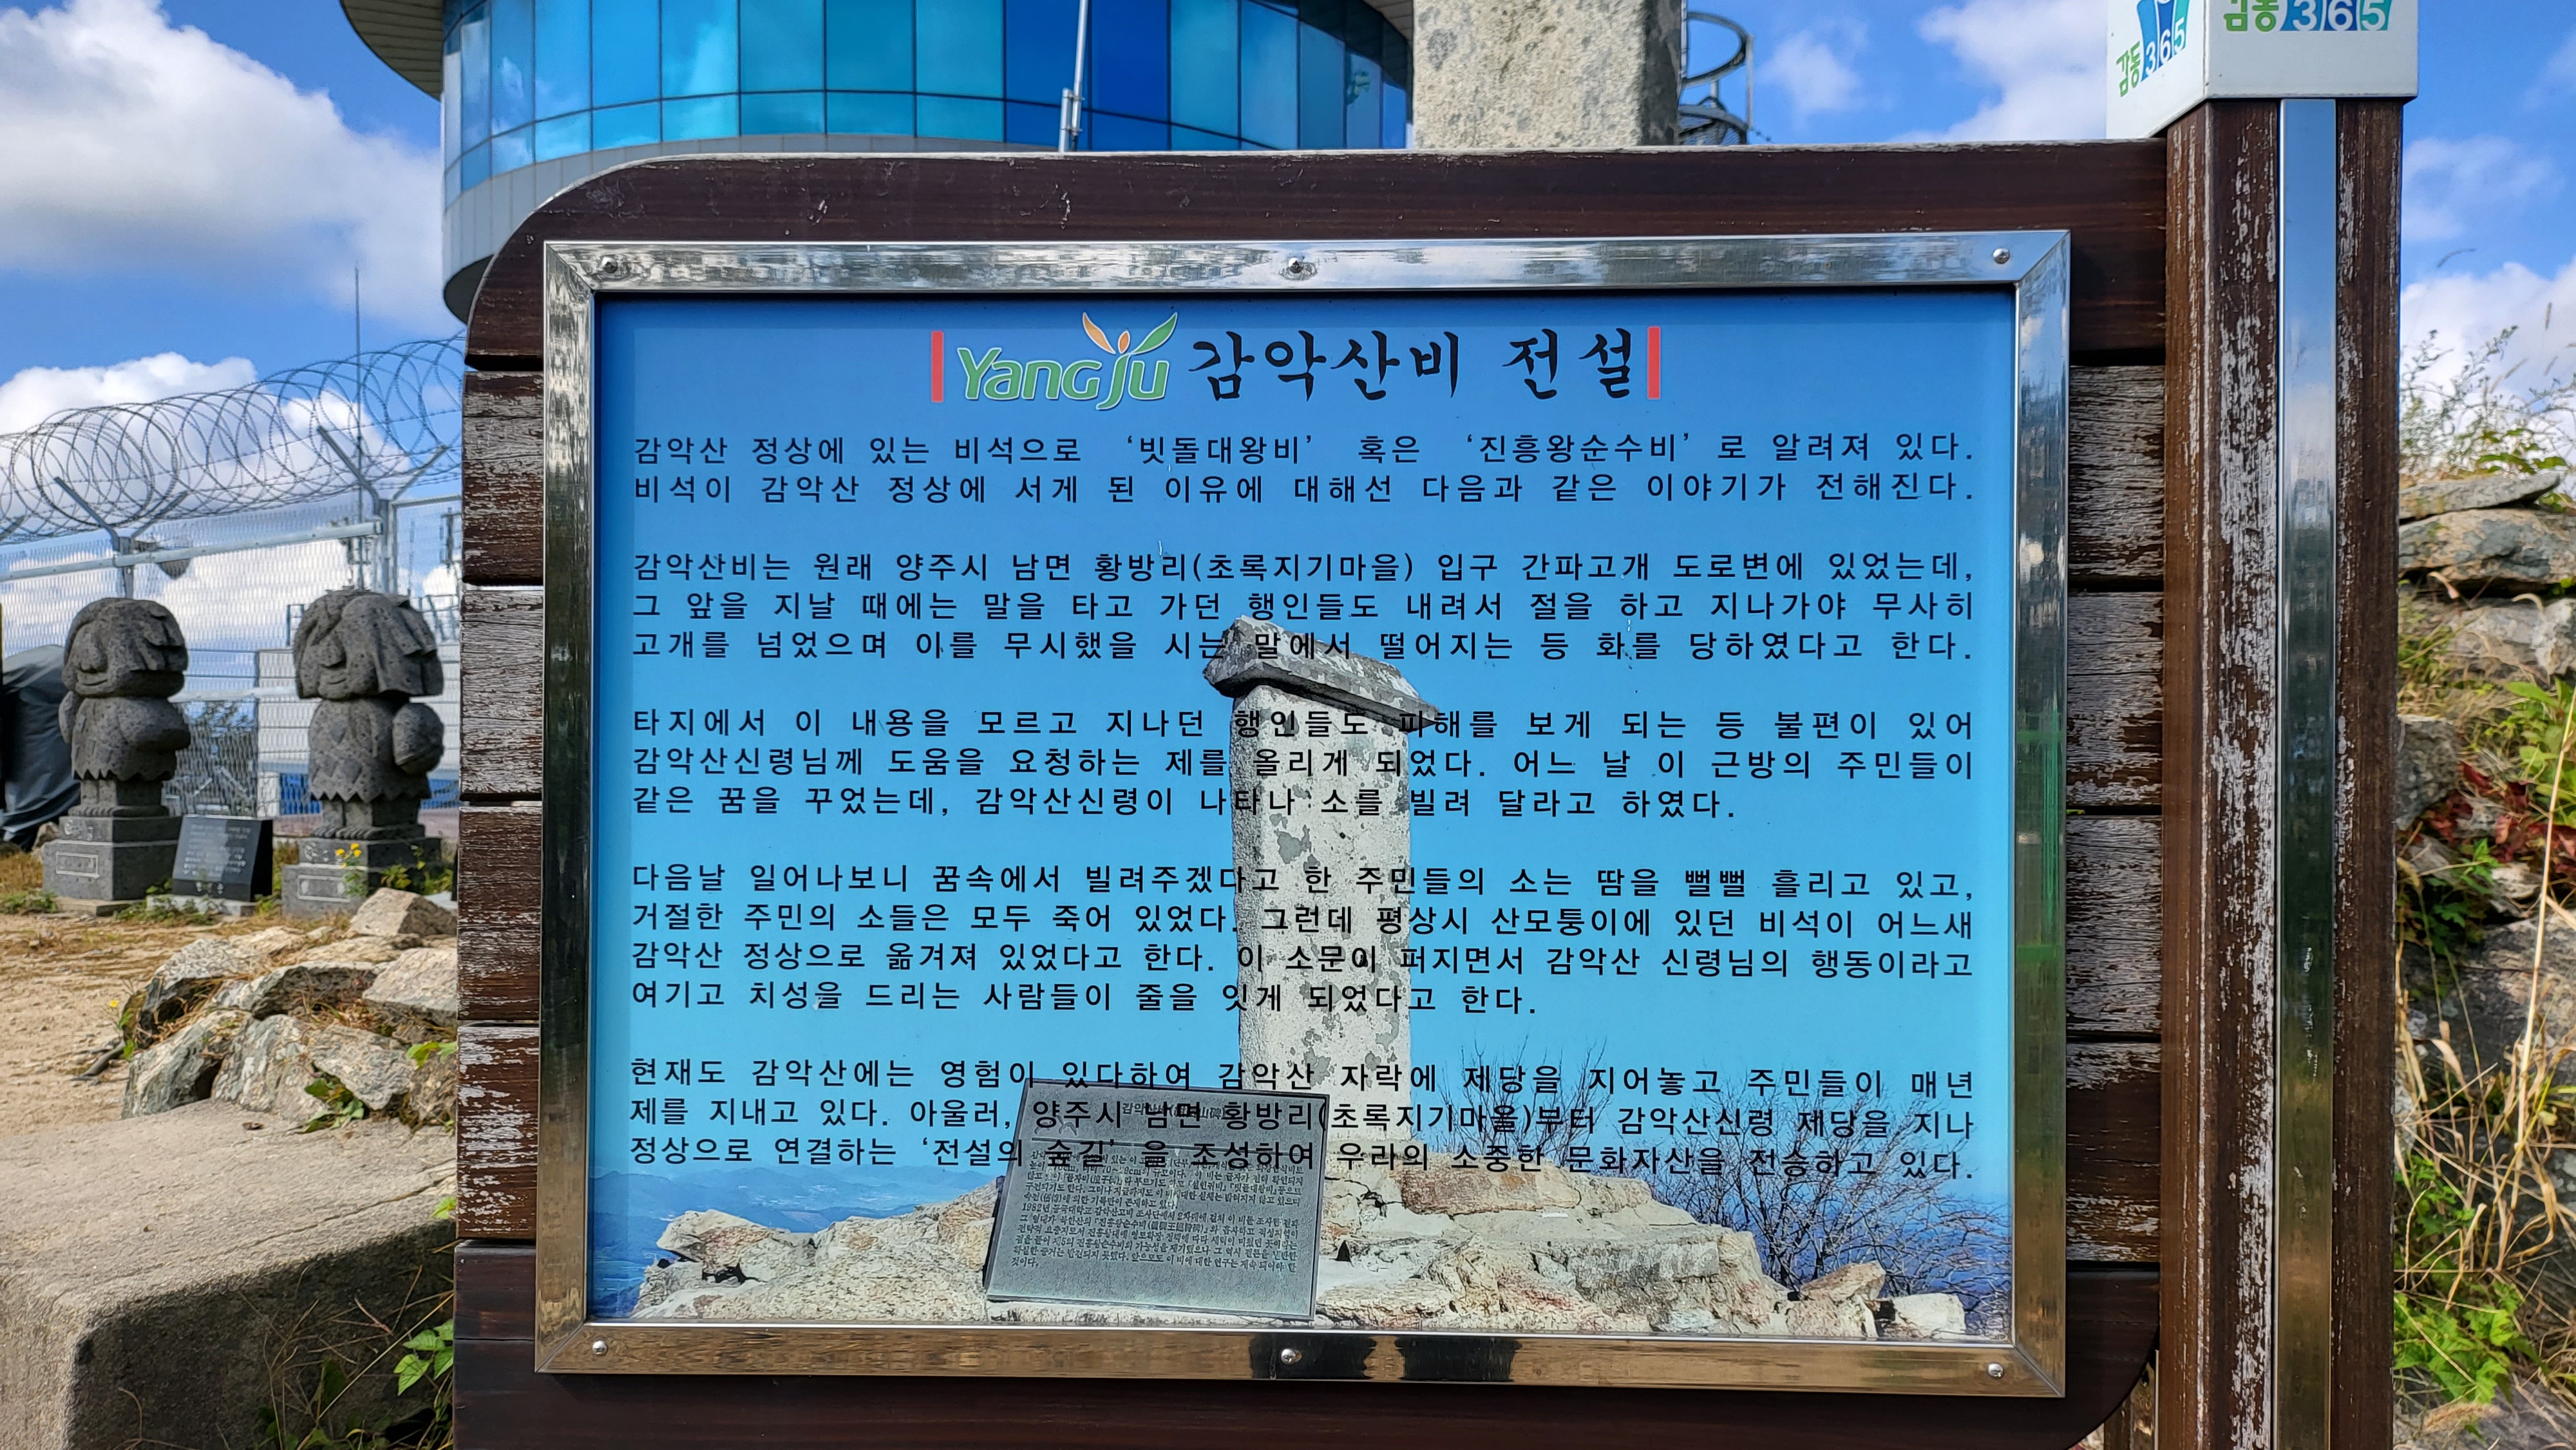 감동365
감동365
YangJu 감악산비 전설
감악산 정상에 있는 비석으로 ‘빗돌대왕비’ 혹은 ‘진흥왕순수비’로 알려져 있다.
비석이 감악산 정상에 서게 된 이유에 대해선 다음과 같은 이야기가 전해진다.
감악산비는 원래 양주시 남면 황방리(초록지기마을) 입구 간파고개 도로변에 있었는데,
그 앞을 지날 때에는 말을 타고 가던 행인들도 내려서 절을 하고 지나가야 무사히
고개를 넘었으며 이를 무시했을 시는 말에서 떨어지는 등 화를 당하였다고 한다.
타지에서 이 내용을 모르고 지나던 행인들도 피해를 보게 되는 등 불편이 있어
감악산신령님께 도움을 요청하는 제를 올리게 되었다. 어느 날 이 근방의 주민들이
같은 꿈을 꾸었는데, 감악산신령이 나타나 소를 빌려 달라고 하였다.
다음날 일어나보니 꿈속에서 빌려주겠다고 한 주민들의 소는 땀을 뻘뻘 흘리고 있고,
거절한 주민의 소들은 모두 죽어 있었다. 그런데 평상시 산모퉁이에 있던 비석이 어느새
감악산 정상으로 옮겨져 있었다고 한다. 이 소문이 퍼지면서 감악산 신령님의 행동이라고
여기고 치성을 드리는 사람들이 줄을 잇게 되었다고 한다.
현재도 감악산에는 영험이 있다하여 감악산 자락에 제당을 지어놓고 주민들이 매년
제를 지내고 있다. 아울러, 양주시 남면 황방리(초록지기마을)부터 감악산신령 제당을 지나
정상으로 연결하는 ‘전설의 숲길’을 조성하여 우리의 소중한 문화자산을 전승하고 있다.